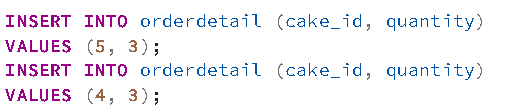 INSERT INTO orderdetail (cake_id, quantity)
VALUES (5, 3);
INSERT INTO orderdetail (cake_id, quantity)
VALUES (4, 3);